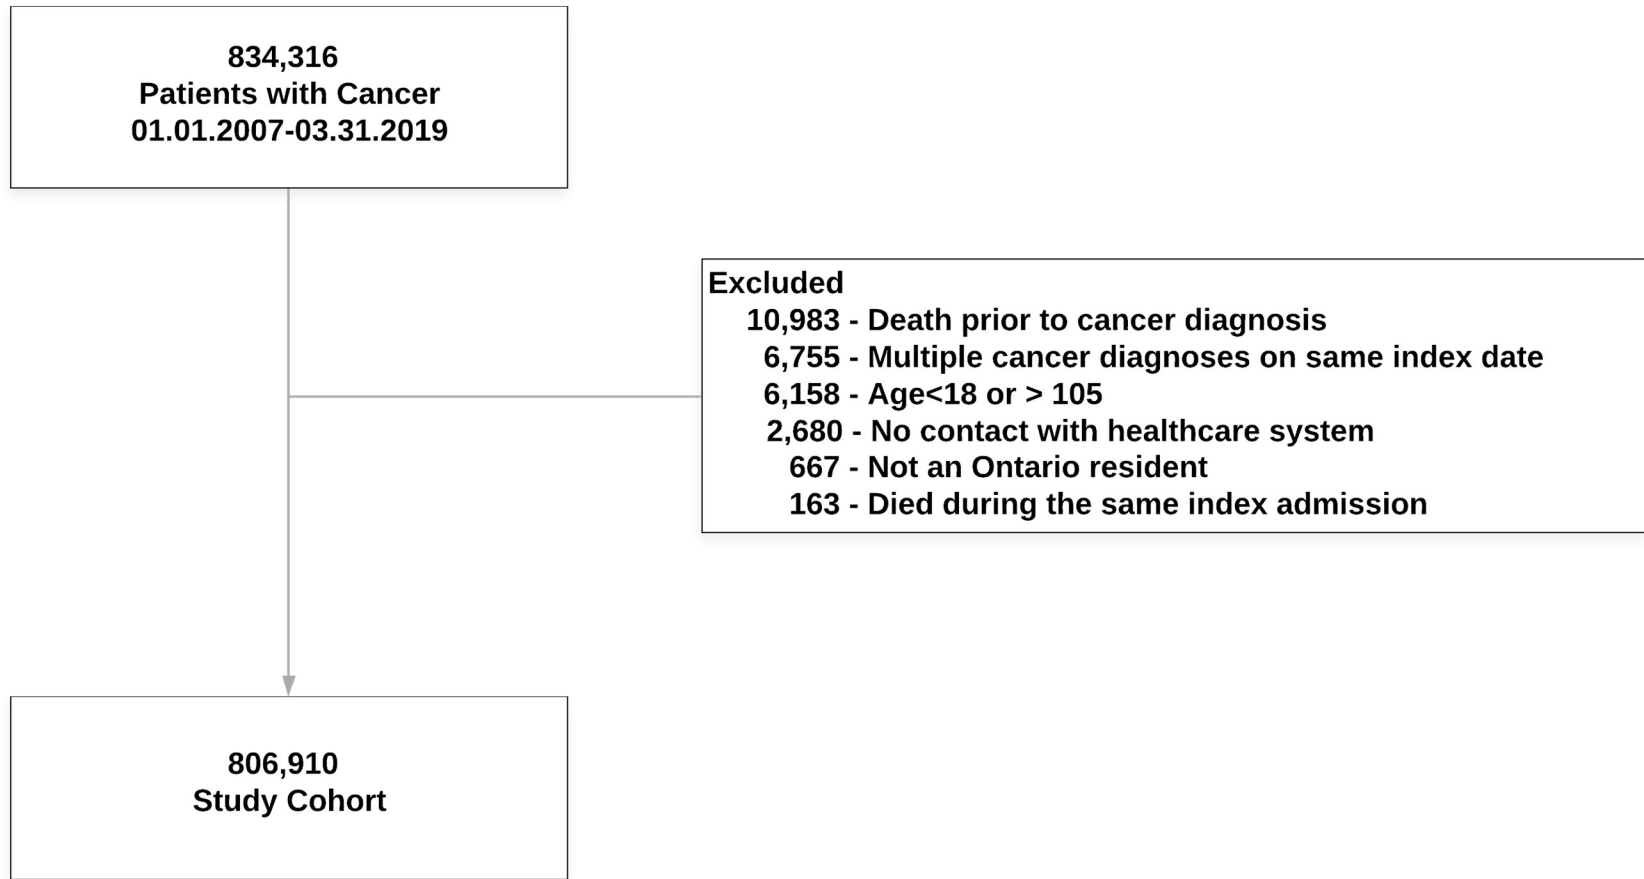 834,316
Patients with Cancer
01.01.2007-03.31.2019
Excluded
10,983 - Death prior to cancer diagnosis
6,755 - Multiple cancer diagnoses on same index date
6,158 - Age<18 or > 105
2,680 - No contact with healthcare system
667 - Not an Ontario resident
163 - Died during the same index admission
806,910
Study Cohort